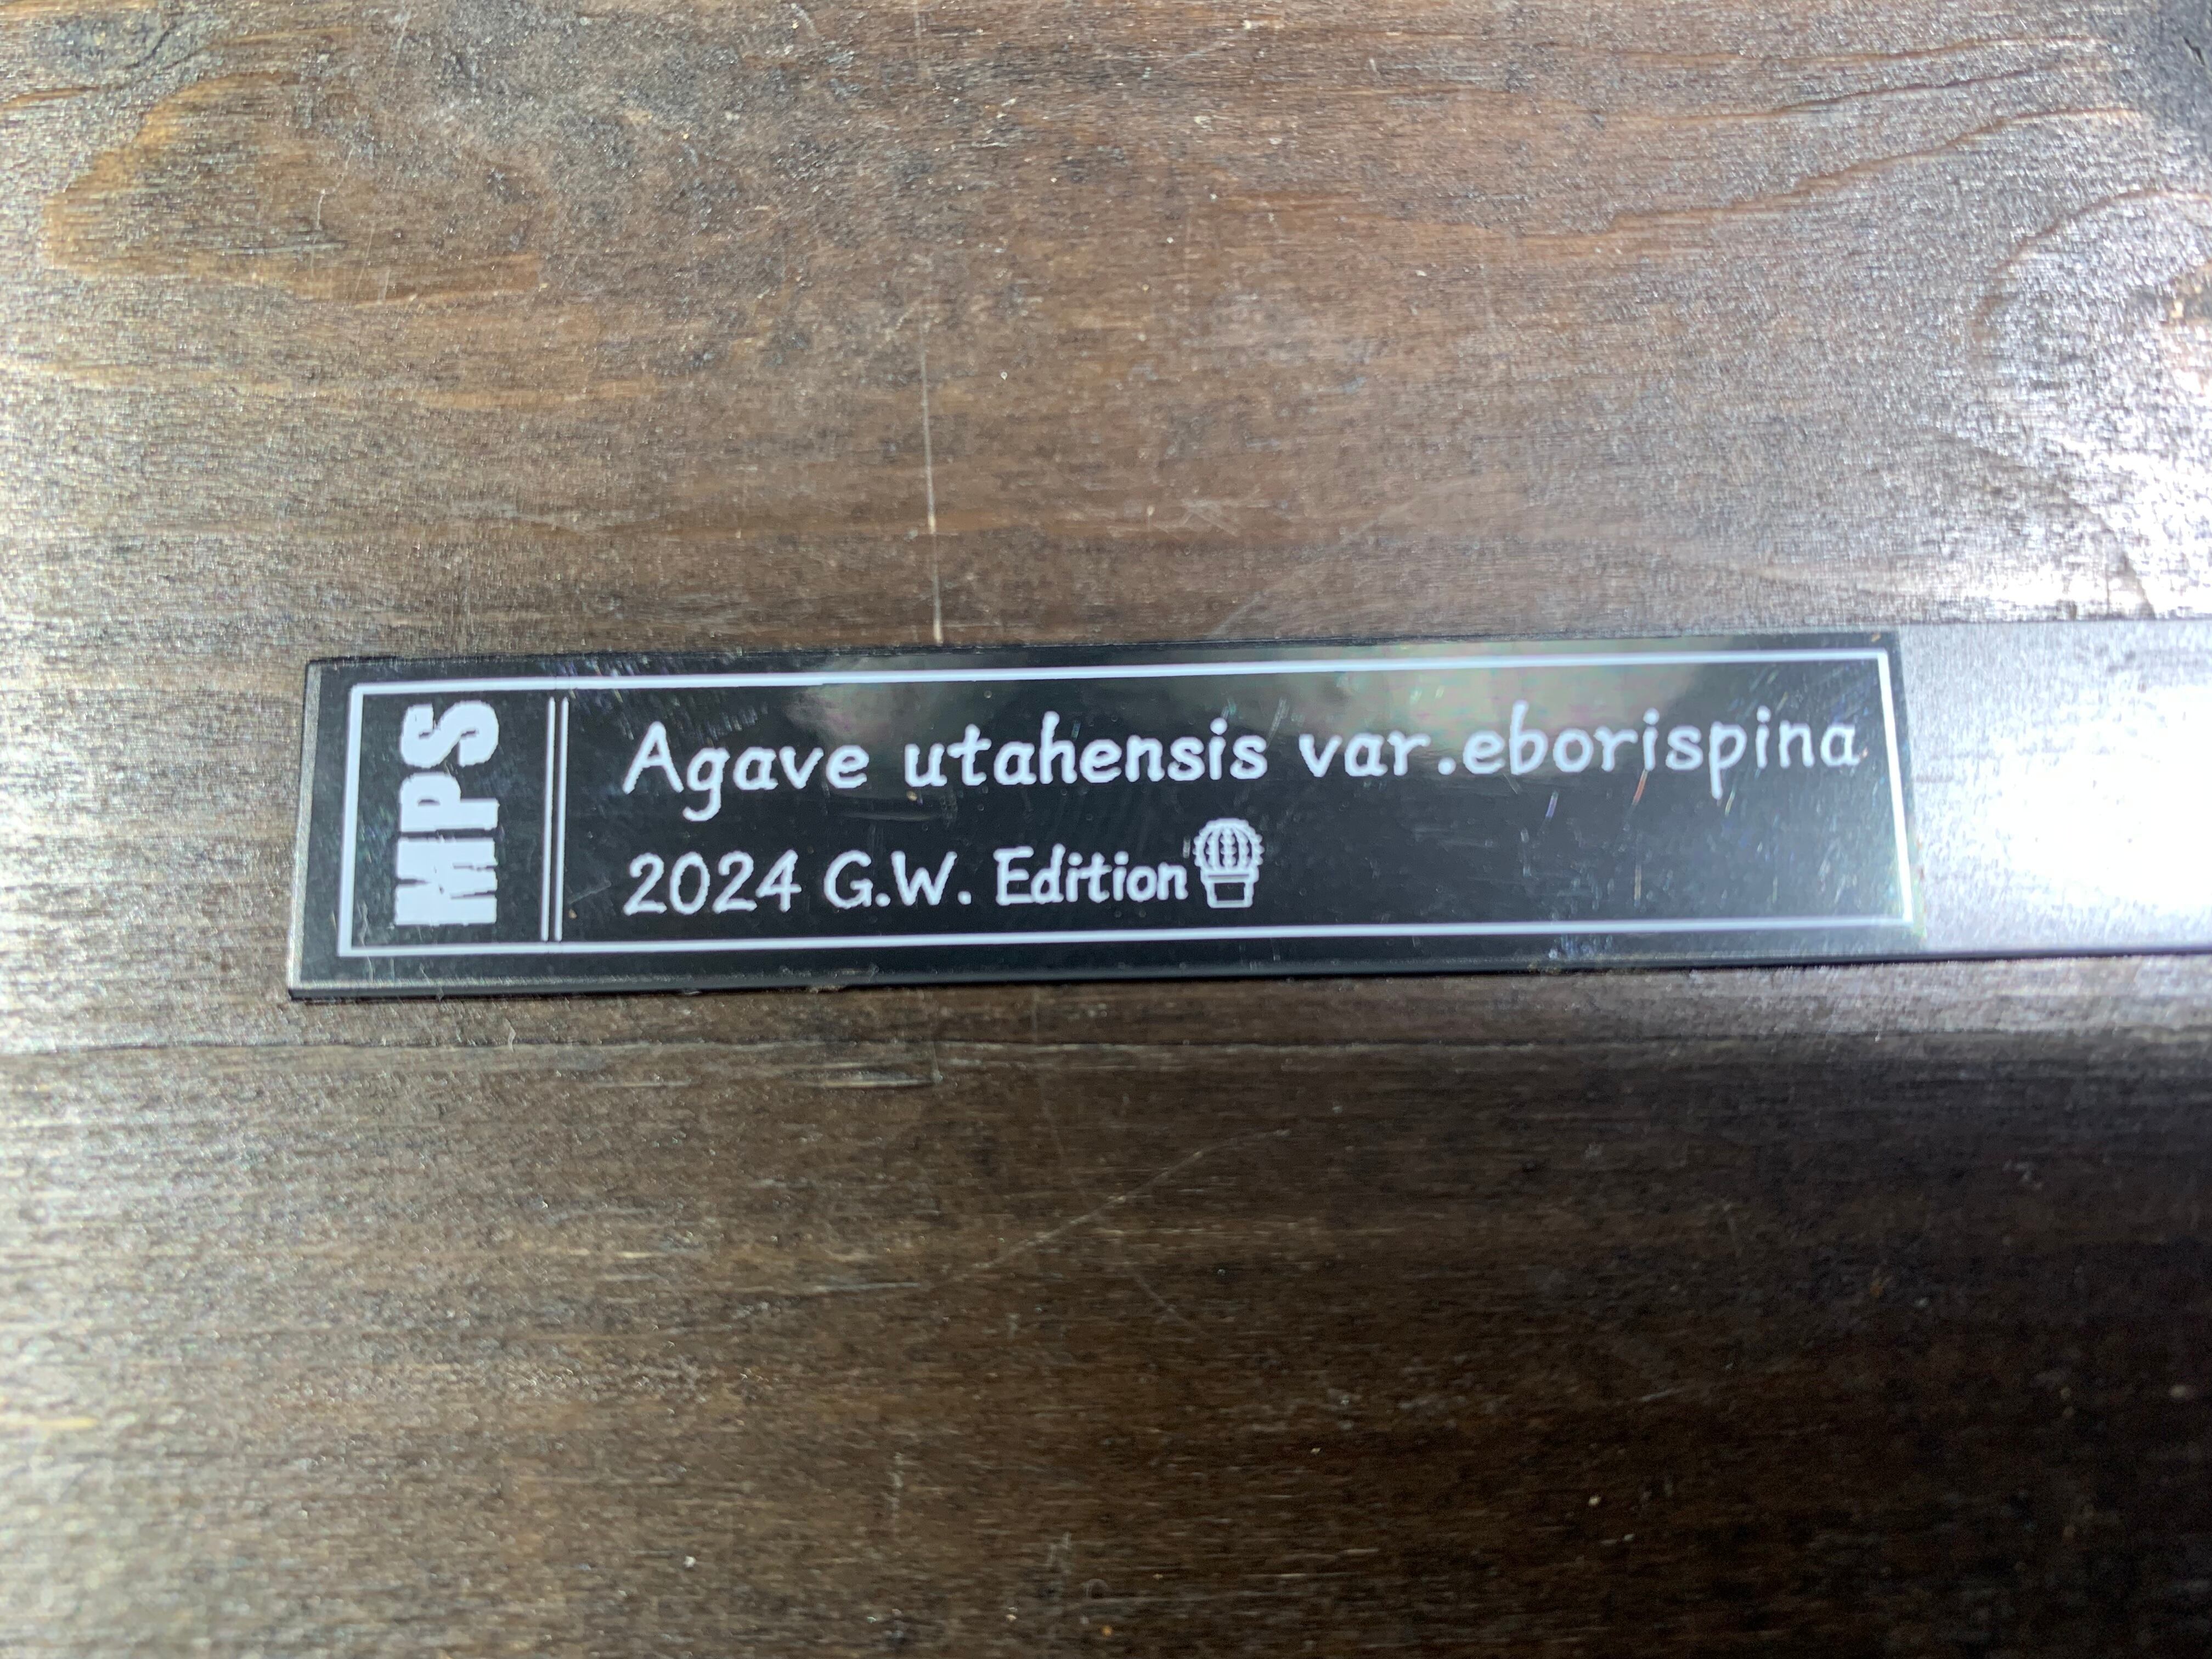 MPS
Agave utahensis var.eborispina
2024 G.W. Edition